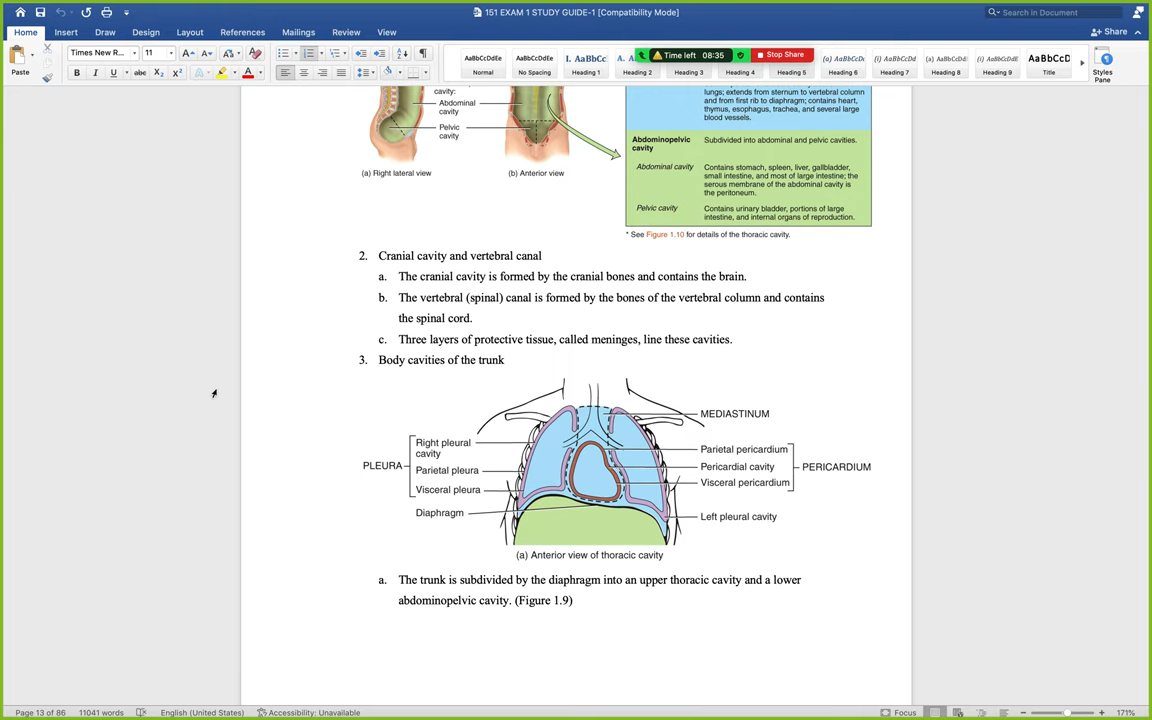 151 EXAM 1 STUDY GUIDE-1 [Compatibility Mode]
Search in Document
Home Insert Draw Design Layout References Mailings Review View
Share
Paste
Times New R... 11
AaBbCcDdEe Normal
AaBbCcDdEe No Spacing
I. AaBbCc Heading 1
A. A Heading 2
Heading 3
Heading 4
Heading 5
(a) AaBbCcDt Heading 6
(i) AaBbCcDd Heading 7
(a) AaBbCcD Heading 8
(i) AaBbCcDd Heading 9
AaBbCcD Title
Styles Pane
Time left 08:35
Stop Share
cavity:
Abdominal
cavity
Pelvic
cavity
(a) Right lateral view
(b) Anterior view
lungs; extends from sternum to vertebral column
and from first rib to diaphragm; contains heart,
thymus, esophagus, trachea, and several large
blood vessels.
Abdominopelvic cavity Subdivided into abdominal and pelvic cavities.
Abdominal cavity Contains stomach, spleen, liver, gallbladder,
small intestine, and most of large intestine; the
serous membrane of the abdominal cavity is
the peritoneum.
Pelvic cavity Contains urinary bladder, portions of large
intestine, and internal organs of reproduction.
* See Figure 1.10 for details of the thoracic cavity.
2. Cranial cavity and vertebral canal
a. The cranial cavity is formed by the cranial bones and contains the brain.
b. The vertebral (spinal) canal is formed by the bones of the vertebral column and contains
the spinal cord.
c. Three layers of protective tissue, called meninges, line these cavities.
3. Body cavities of the trunk
MEDIASTINUM
Right pleural
cavity
PLEURA
Parietal pleura
Visceral pleura
Diaphragm
Parietal pericardium
Pericardial cavity
PERICARDIUM
Visceral pericardium
Left pleural cavity
(a) Anterior view of thoracic cavity
a. The trunk is subdivided by the diaphragm into an upper thoracic cavity and a lower
abdominopelvic cavity. (Figure 1.9)
Page 13 of 86 11041 words English (United States) Accessibility: Unavailable
Focus 171%